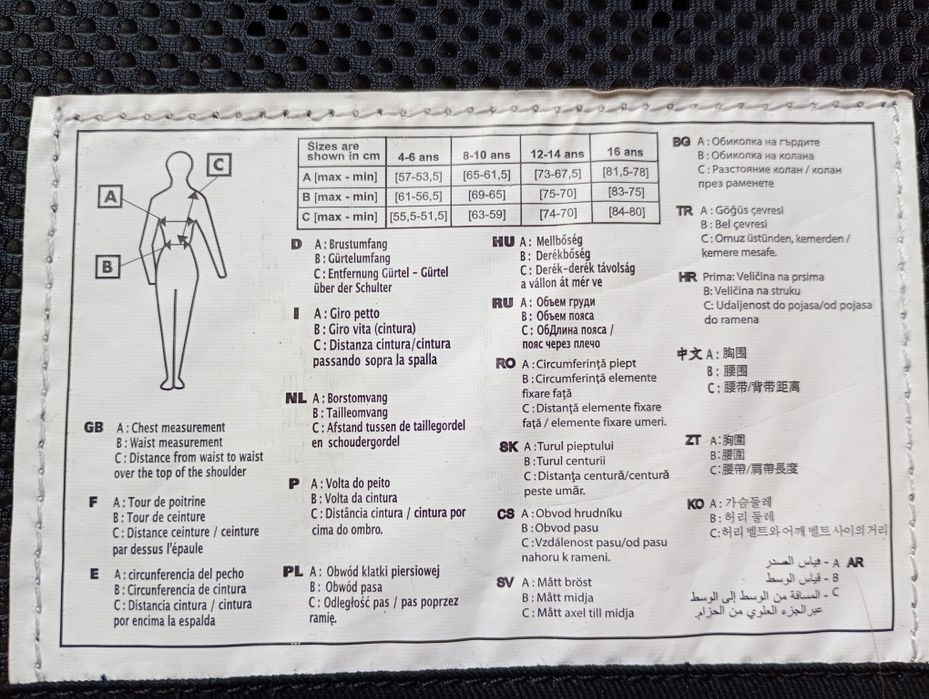 C
A
B
Sizes are shown in cm 4-6 ans 8-10 ans 12-14 ans 16 ans
A [max - min] [57-53,5] [65-61,5] [73-67,5] [81,5-78]
B [max - min] [61-56,5] [69-65] [75-70] [83-75]
C [max - min] [55,5-51,5] [63-59] [74-70] [84-80]
GB A : Chest measurement
B : Waist measurement
C : Distance from waist to waist
over the top of the shoulder
F A : Tour de poitrine
B : Tour de ceinture
C : Distance ceinture / ceinture
par dessus l'épaule
E A : circunferencia del pecho
B : Circunferencia de cintura
C : Distancia cintura / cintura
por encima la espalda
D A : Brustumfang
B : Gürtelumfang
C : Entfernung Gürtel - Gürtel
über der Schulter
I A : Giro petto
B : Giro vita (cintura)
C : Distanza cintura/cintura
passando sopra la spalla
NL A : Borstomvang
B : Tailleomvang
C : Afstand tussen de taillegordel
en schoudergordel
P A : Volta do peito
B : Volta da cintura
C : Distância cintura / cintura por
cima do ombro.
PL A : Obwód klatki piersiowej
B : Obwód pasa
C : Odległość pas / pas poprzez
ramię.
HU A : Mellbőség
B : Derékbőség
C : Derék-derék távolság
a vállon át mér ve
RU A : Объем груди
B : Объем пояса
C : ОбДлина пояса /
пояс через плечо
RO A : Circumferinţă piept
B : Circumferinţă elemente
fixare faţă
C : Distanţă elemente fixare
faţă / elemente fixare umeri.
SK A : Turul pieptului
B : Turul centurii
C : Distanţa centură/centură
peste umăr.
CS A : Obvod hrudníku
B : Obvod pasu
C : Vzdálenost pasu/od pasu
nahoru k rameni.
SV A : Mått bröst
B : Mått midja
C : Mått axel till midja
BG A : Обиколка на гърдите
B : Обиколка на колана
C : Разстояние колан / колан
през раменете
TR A : Göğüs çevresi
B : Bel çevresi
C : Omuz üstünden, kemerden /
kemere mesafe.
HR Prima: Veličina na prsima
B: Veličina na struku
C: Udaljenost do pojasa/od pojasa
do ramena
中文 A : 胸围
B : 腰围
C : 腰带/背带距离
ZT A:胸圍
B:腰圍
C:腰帶/肩帶長度
KO A : 가슴둘레
B : 허리 둘레
C:허리 벨트와 어깨 벨트 사이의 거리
AR A - قياس الصدر
B - قياس الوسط
C - المسافة من الوسط إلى الوسط
عبر الجزء العلوي من الحزام.